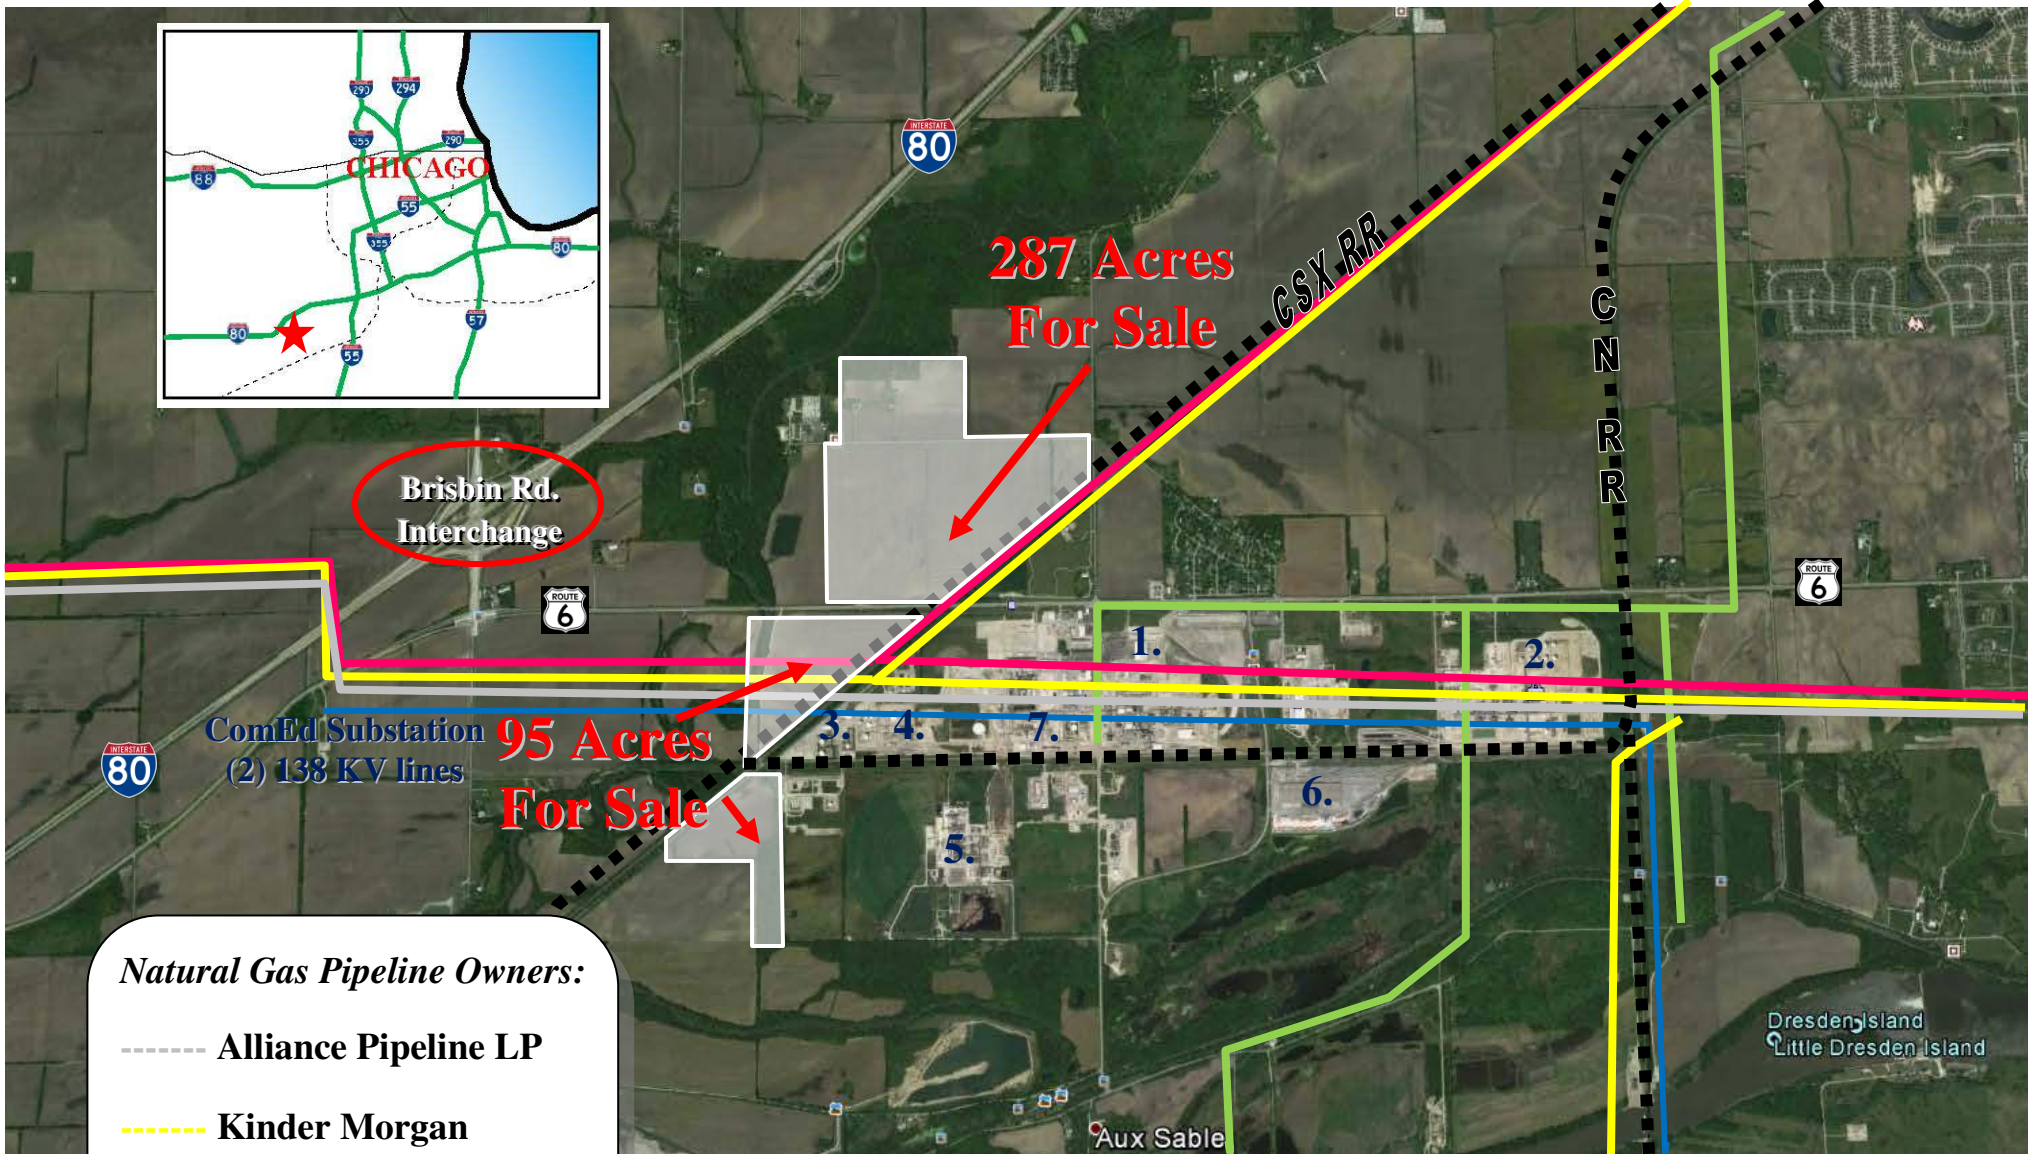 290
294
355
290
CHICAGO
88
55
355
80
80
57
55
INTERSTATE
80
287 Acres
For Sale
CSX RR
CN RR
Brisbin Rd.
Interchange
ROUTE
6
ROUTE
6
1.
2.
ComEd Substation
(2) 138 KV lines
INTERSTATE
80
95 Acres
For Sale
3.
4.
7.
6.
5.
Natural Gas Pipeline Owners:
Alliance Pipeline LP
Kinder Morgan
Dresden Island
Little Dresden Island
Aux Sable